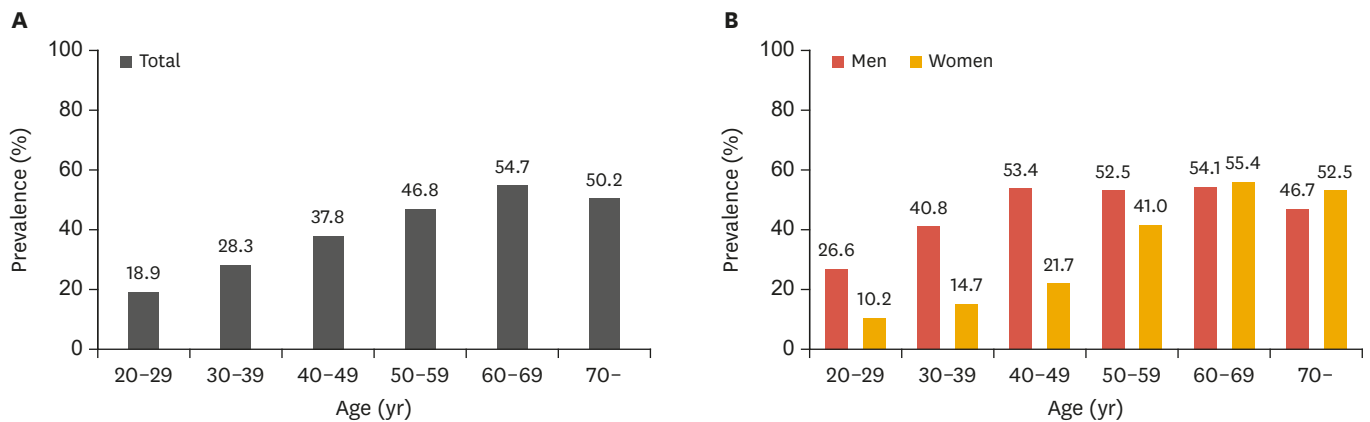 A
Prevalence (%)
100
80
60
40
20
0
Total
18.9
28.3
37.8
46.8
54.7
50.2
20–29 30–39 40–49 50–59 60–69 70–
Age (yr)
B
Prevalence (%)
100
80
60
40
20
0
Men Women
26.6 10.2
40.8 14.7
53.4 21.7
52.5 41.0
54.1 55.4
46.7 52.5
20–29 30–39 40–49 50–59 60–69 70–
Age (yr)